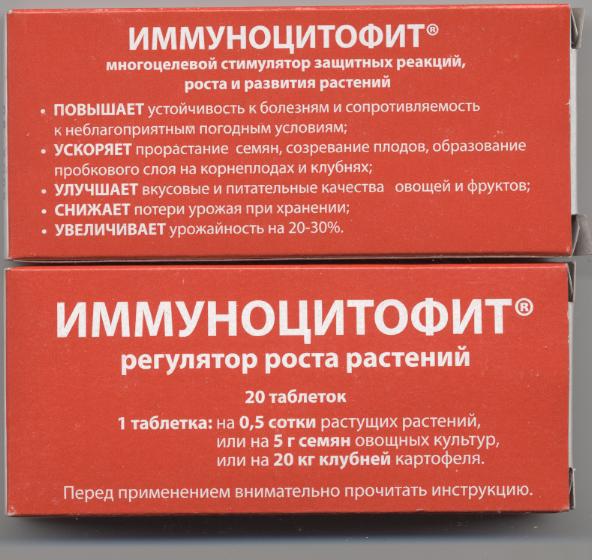 ИММУНОЦИТОФИТ®
многоцелевой стимулятор защитных реакций,
роста и развития растений
• ПОВЫШАЕТ устойчивость к болезням и сопротивляемость
к неблагоприятным погодным условиям;
• УСКОРЯЕТ прорастание семян, созревание плодов, образование
пробкового слоя на корнеплодах и клубнях;
• УЛУЧШАЕТ вкусовые и питательные качества овощей и фруктов;
• СНИЖАЕТ потери урожая при хранении;
• УВЕЛИЧИВАЕТ урожайность на 20-30%.
ИММУНОЦИТОФИТ®
регулятор роста растений
20 таблеток
1 таблетка: на 0,5 сотки растущих растений,
или на 5 г семян овощных культур,
или на 20 кг клубней картофеля.
Перед применением внимательно прочитать инструкцию.